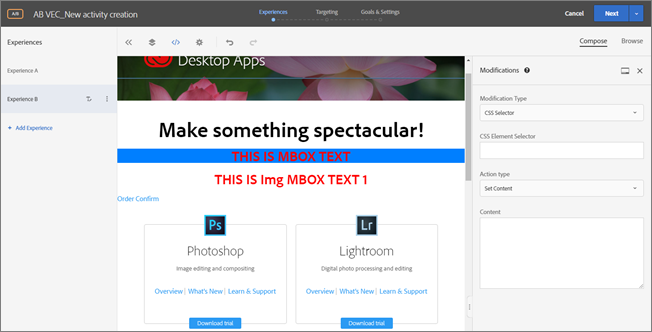 A/B AB VEC_New activity creation Experiences Targeting Goals & Settings Cancel Next
Experiences Compose Browse
Desktop Apps
Modifications
Experience A
Experience B
Modification Type
CSS Selector
Make something spectacular!
+ Add Experience
CSS Element Selector
THIS IS MBOX TEXT
THIS IS Img MBOX TEXT 1
Action type
Set Content
Order Confirm
Content
Ps Lr
Photoshop Lightroom
Image editing and compositing Digital photo processing and editing
Overview | What's New | Learn & Support Overview | What's New | Learn & Support
Download trial Download trial